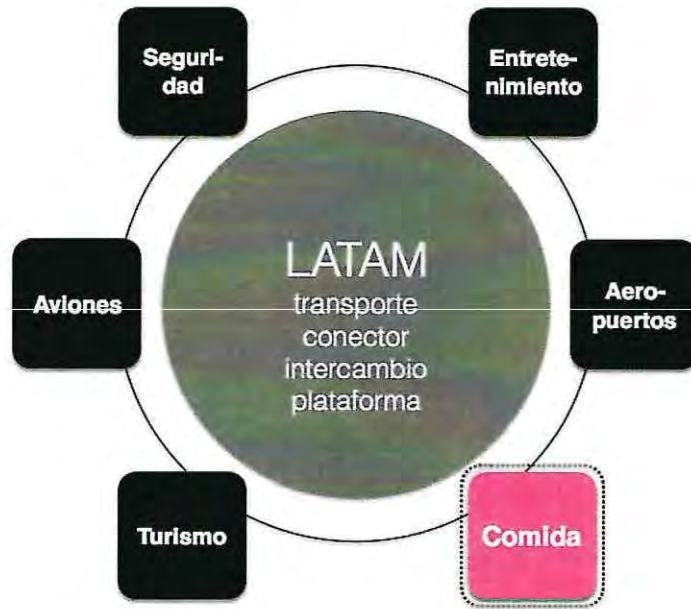 Seguri-
dad
Entrete-
nimiento
LATAM
transporte
conector
intercambio
plataforma
Aviones
Aero-
puertos
Turismo
Comida